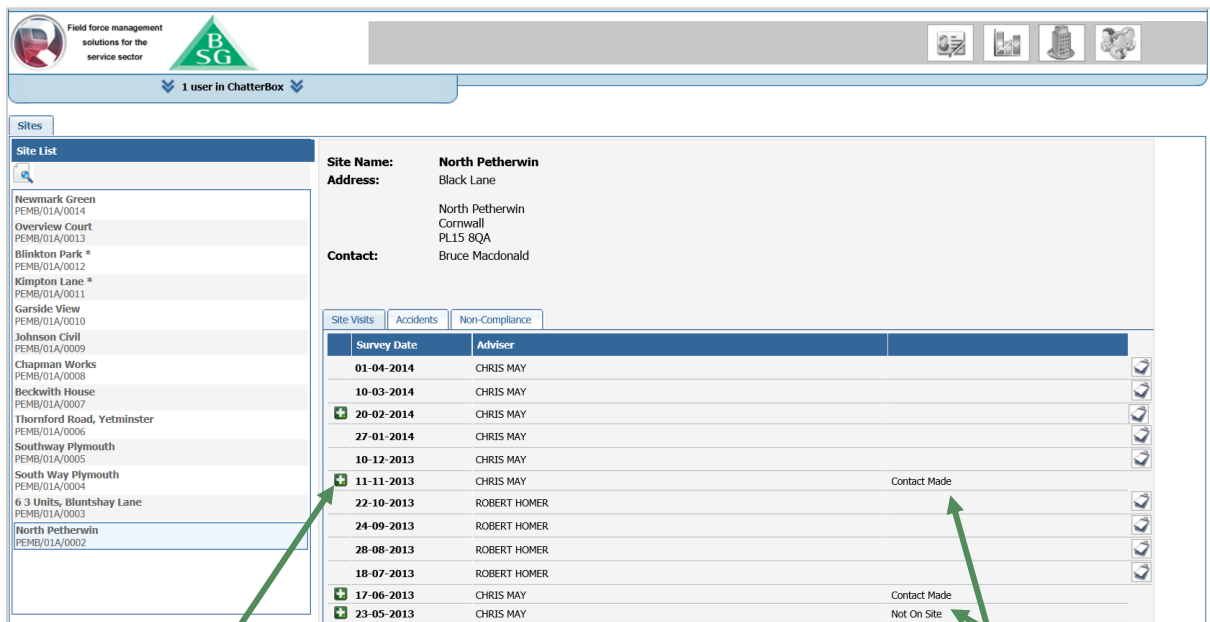 Field force management
solutions for the
service sector
B
SG
1 user in ChatterBox
Sites
Site List
Newmark Green
PEMB/01A/0014
Overview Court
PEMB/01A/0013
Blinkton Park *
PEMB/01A/0012
Kimpton Lane *
PEMB/01A/0011
Garside View
PEMB/01A/0010
Johnson Civil
PEMB/01A/0009
Chapman Works
PEMB/01A/0008
Beckwith House
PEMB/01A/0007
Thornford Road, Yetminster
PEMB/01A/0006
Southway Plymouth
PEMB/01A/0005
South Way Plymouth
PEMB/01A/0004
6 3 Units, Bluntshay Lane
PEMB/01A/0003
North Petherwin
PEMB/01A/0002
Site Name: North Petherwin
Address: Black Lane
North Petherwin
Cornwall
PL15 8QA
Contact: Bruce Macdonald
Site Visits Accidents Non-Compliance
Survey Date Adviser
01-04-2014 CHRIS MAY
10-03-2014 CHRIS MAY
20-02-2014 CHRIS MAY
27-01-2014 CHRIS MAY
10-12-2013 CHRIS MAY
11-11-2013 CHRIS MAY Contact Made
22-10-2013 ROBERT HOMER
24-09-2013 ROBERT HOMER
28-08-2013 ROBERT HOMER
18-07-2013 ROBERT HOMER
17-06-2013 CHRIS MAY Contact Made
23-05-2013 CHRIS MAY Not On Site